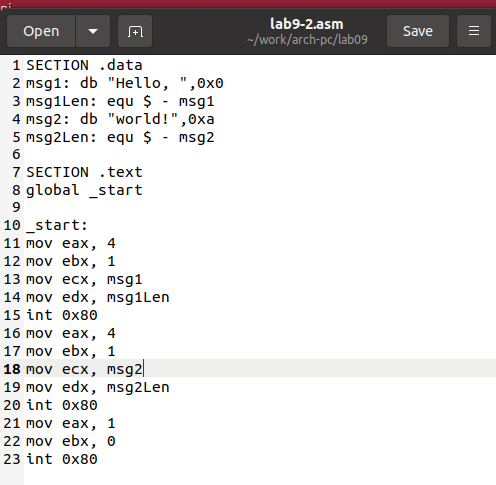 Open
lab9-2.asm
~/work/arch-pc/lab09
Save
1 SECTION .data
2 msg1: db "Hello, ",0x0
3 msg1Len: equ $ - msg1
4 msg2: db "world!",0xa
5 msg2Len: equ $ - msg2
6
7 SECTION .text
8 global _start
9
10 _start:
11 mov eax, 4
12 mov ebx, 1
13 mov ecx, msg1
14 mov edx, msg1Len
15 int 0x80
16 mov eax, 4
17 mov ebx, 1
18 mov ecx, msg2
19 mov edx, msg2Len
20 int 0x80
21 mov eax, 1
22 mov ebx, 0
23 int 0x80